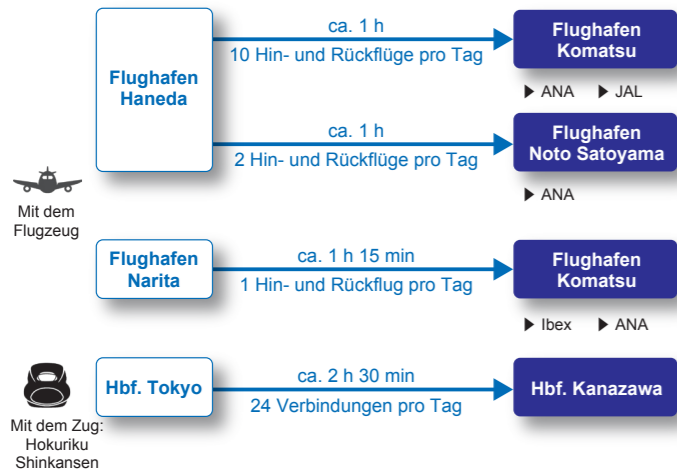 ca. 1 h
10 Hin- und Rückflüge pro Tag
Flughafen
Haneda
Flughafen
Komatsu
▶ ANA ▶ JAL
ca. 1 h
2 Hin- und Rückflüge pro Tag
Flughafen
Noto Satoyama
▶ ANA
Mit dem
Flugzeug
Flughafen
Narita
ca. 1 h 15 min
1 Hin- und Rückflug pro Tag
Flughafen
Komatsu
▶ Ibex ▶ ANA
Hbf. Tokyo
ca. 2 h 30 min
24 Verbindungen pro Tag
Hbf. Kanazawa
Mit dem Zug:
Hokuriku
Shinkansen